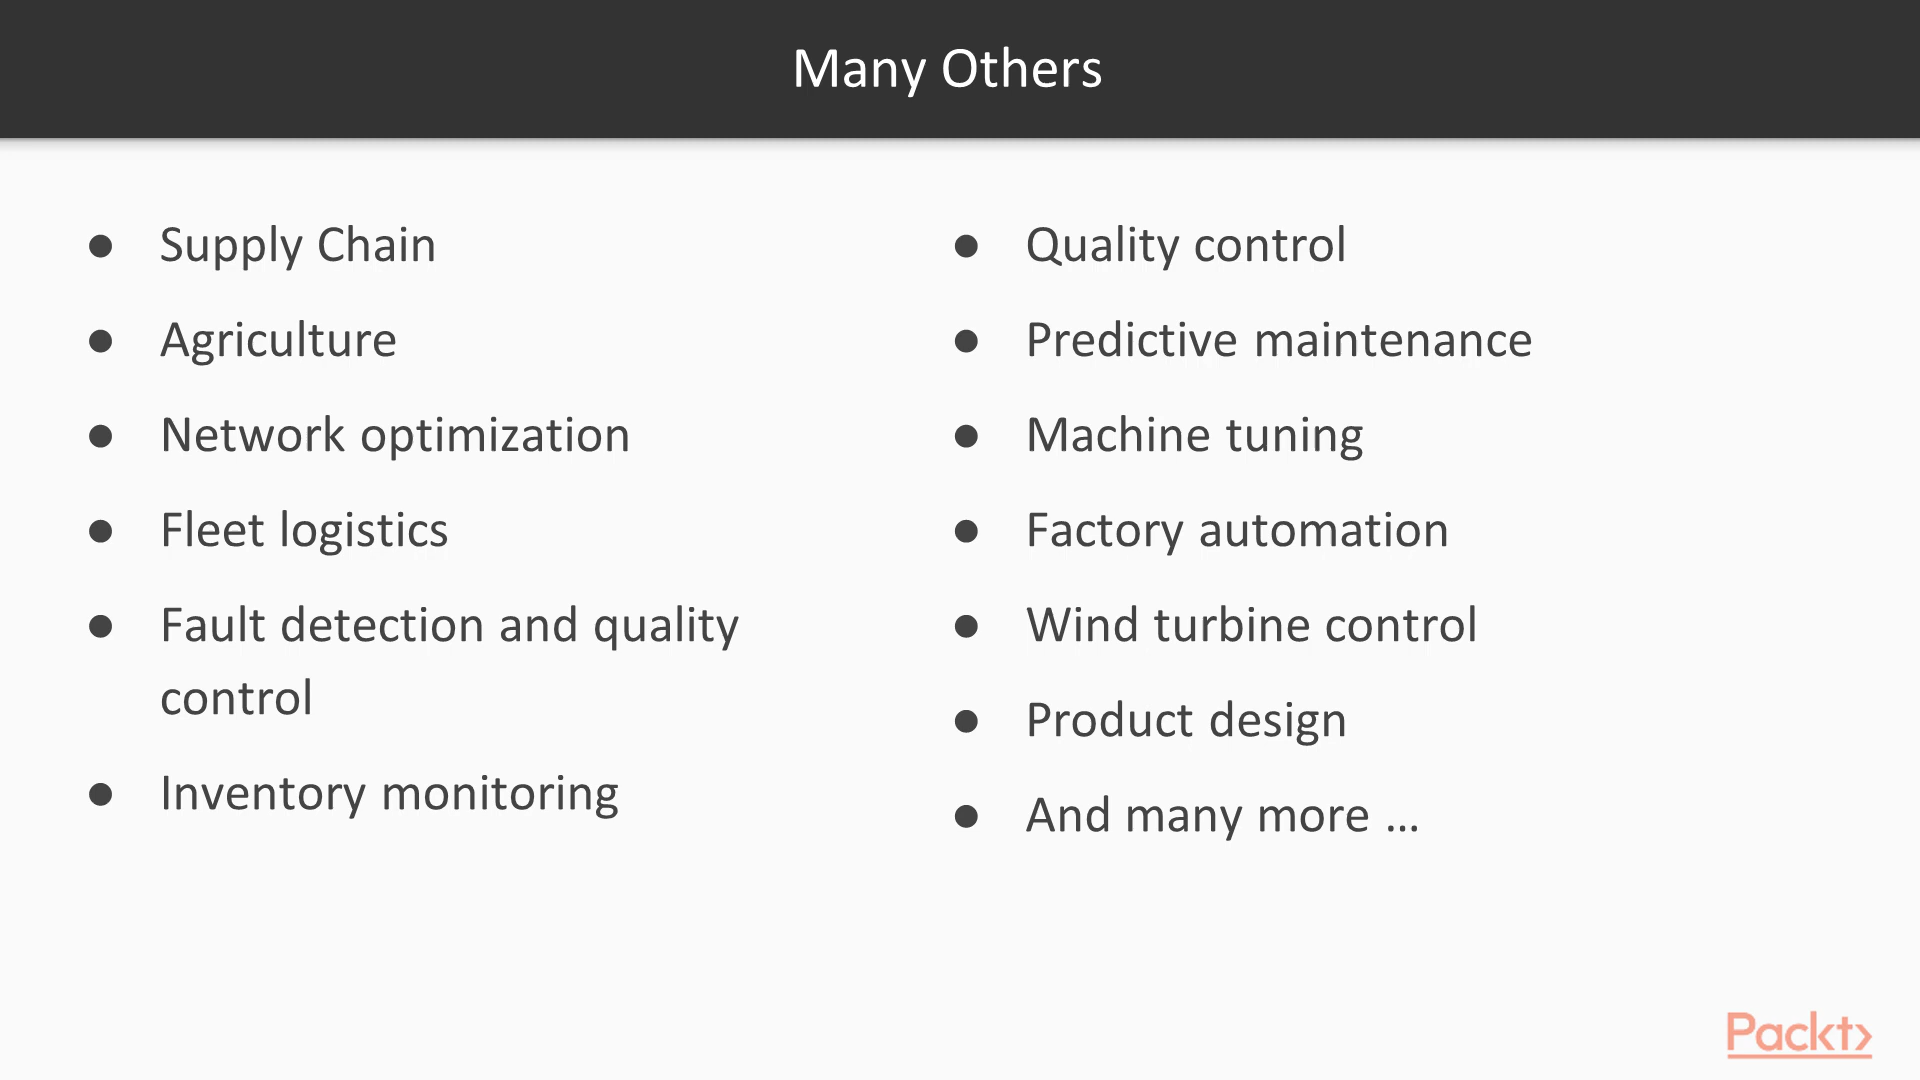 Many Others
● Supply Chain
● Agriculture
● Network optimization
● Fleet logistics
● Fault detection and quality
control
● Inventory monitoring
● Quality control
● Predictive maintenance
● Machine tuning
● Factory automation
● Wind turbine control
● Product design
● And many more ...
Packt>